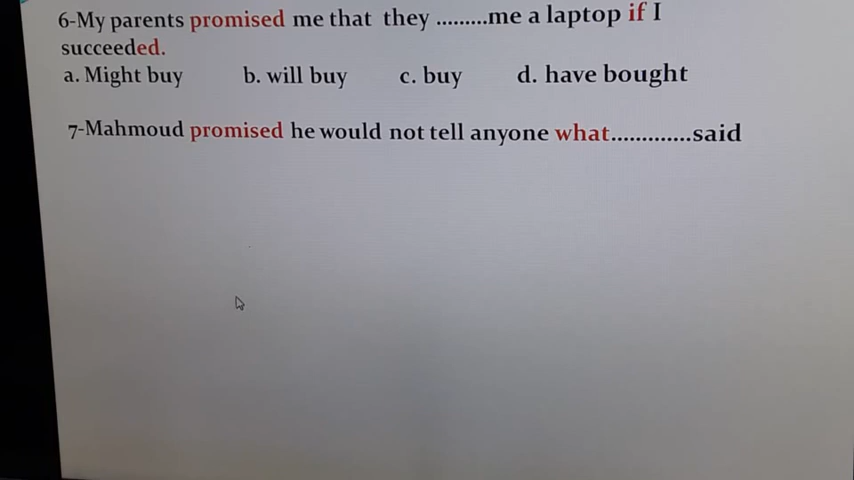 6-My parents promised me that they .........me a laptop if I
succeeded.
a. Might buy b. will buy c. buy d. have bought
7-Mahmoud promised he would not tell anyone what.............said